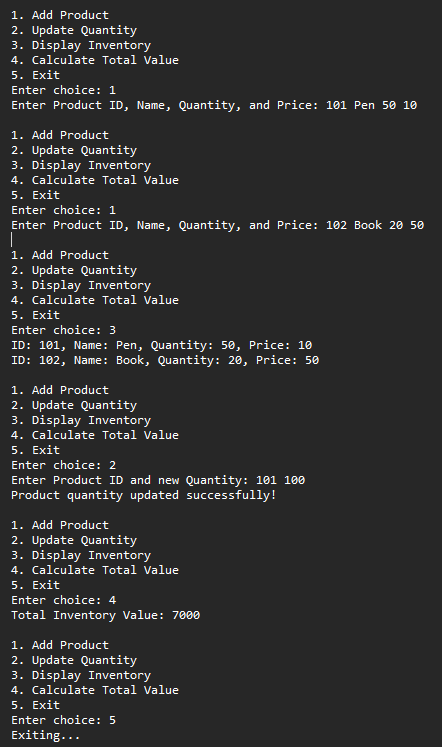 1. Add Product
2. Update Quantity
3. Display Inventory
4. Calculate Total Value
5. Exit
Enter choice: 1
Enter Product ID, Name, Quantity, and Price: 101 Pen 50 10
1. Add Product
2. Update Quantity
3. Display Inventory
4. Calculate Total Value
5. Exit
Enter choice: 1
Enter Product ID, Name, Quantity, and Price: 102 Book 20 50
1. Add Product
2. Update Quantity
3. Display Inventory
4. Calculate Total Value
5. Exit
Enter choice: 3
ID: 101, Name: Pen, Quantity: 50, Price: 10
ID: 102, Name: Book, Quantity: 20, Price: 50
1. Add Product
2. Update Quantity
3. Display Inventory
4. Calculate Total Value
5. Exit
Enter choice: 2
Enter Product ID and new Quantity: 101 100
Product quantity updated successfully!
1. Add Product
2. Update Quantity
3. Display Inventory
4. Calculate Total Value
5. Exit
Enter choice: 4
Total Inventory Value: 7000
1. Add Product
2. Update Quantity
3. Display Inventory
4. Calculate Total Value
5. Exit
Enter choice: 5
Exiting...